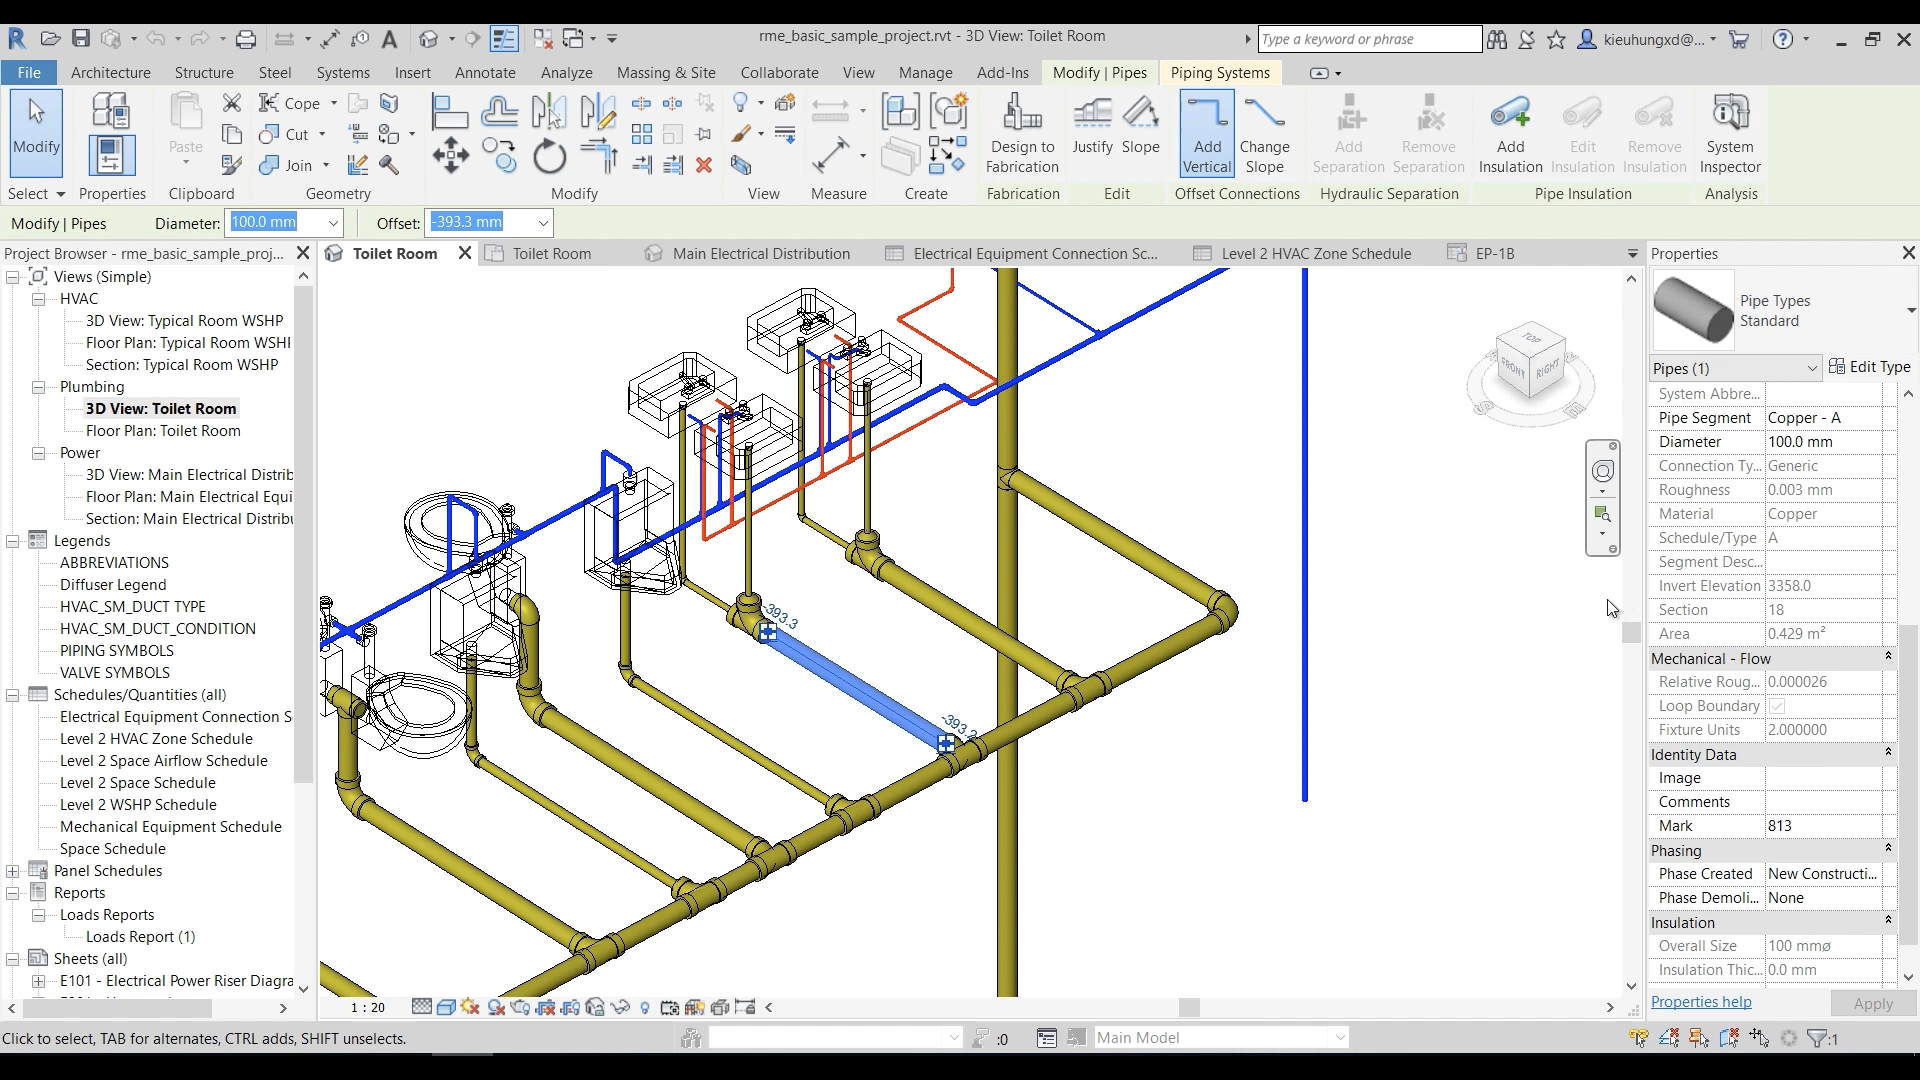 rme_basic_sample_project.rvt - 3D View: Toilet Room
Type a keyword or phrase
kieuhungxd@...
File
Architecture
Structure
Steel
Systems
Insert
Annotate
Analyze
Massing & Site
Collaborate
View
Manage
Add-Ins
Modify | Pipes
Piping Systems
Modify
Paste
Cope
Cut
Join
Design to Fabrication
Justify
Slope
Add Vertical
Change Slope
Add Separation
Remove Separation
Add Insulation
Edit Insulation
Remove Insulation
System Inspector
Select
Properties
Clipboard
Geometry
Modify
View
Measure
Create
Fabrication
Edit
Offset Connections
Hydraulic Separation
Pipe Insulation
Analysis
Modify | Pipes
Diameter: 100.0 mm
Offset: -393.3 mm
Project Browser - rme_basic_sample_proj...
Toilet Room
Toilet Room
Main Electrical Distribution
Electrical Equipment Connection Sc...
Level 2 HVAC Zone Schedule
EP-1B
Views (Simple)
HVAC
3D View: Typical Room WSHP
Floor Plan: Typical Room WSHI
Section: Typical Room WSHP
Plumbing
3D View: Toilet Room
Floor Plan: Toilet Room
Power
3D View: Main Electrical Distrib
Floor Plan: Main Electrical Equi
Section: Main Electrical Distribu
Legends
ABBREVIATIONS
Diffuser Legend
HVAC_SM_DUCT TYPE
HVAC_SM_DUCT_CONDITION
PIPING SYMBOLS
VALVE SYMBOLS
Schedules/Quantities (all)
Electrical Equipment Connection S
Level 2 HVAC Zone Schedule
Level 2 Space Airflow Schedule
Level 2 Space Schedule
Level 2 WSHP Schedule
Mechanical Equipment Schedule
Space Schedule
Panel Schedules
Reports
Loads Reports
Loads Report (1)
Sheets (all)
E101 - Electrical Power Riser Diagra
-393.3
-393.2
TOP
FRONT
RIGHT
1 : 20
Properties
Pipe Types
Standard
Pipes (1)
Edit Type
System Abbre...
Pipe Segment Copper - A
Diameter 100.0 mm
Connection Ty... Generic
Roughness 0.003 mm
Material Copper
Schedule/Type A
Segment Desc...
Invert Elevation 3358.0
Section 18
Area 0.429 m²
Mechanical - Flow
Relative Roug... 0.000026
Loop Boundary
Fixture Units 2.000000
Identity Data
Image
Comments
Mark 813
Phasing
Phase Created New Constructi...
Phase Demoli... None
Insulation
Overall Size 100 mmø
Insulation Thic... 0.0 mm
Properties help
Apply
Click to select, TAB for alternates, CTRL adds, SHIFT unselects.
:0
Main Model
:1